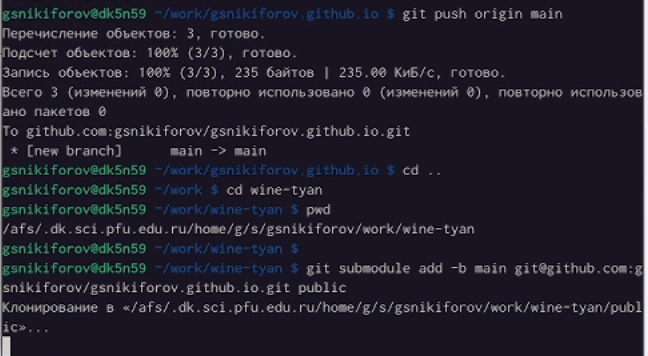 gsnikiforov@dk5n59 ~/work/gsnikiforov.github.io $ git push origin main
Перечисление объектов: 3, готово.
Подсчет объектов: 100% (3/3), готово.
Запись объектов: 100% (3/3), 235 байтов | 235.00 КиБ/с, готово.
Всего 3 (изменений 0), повторно использовано 0 (изменений 0), повторно использов
ано пакетов 0
To github.com:gsnikiforov/gsnikiforov.github.io.git
 * [new branch]      main -> main
gsnikiforov@dk5n59 ~/work/gsnikiforov.github.io $ cd ..
gsnikiforov@dk5n59 ~/work $ cd wine-tyan
gsnikiforov@dk5n59 ~/work/wine-tyan $ pwd
/afs/.dk.sci.pfu.edu.ru/home/g/s/gsnikiforov/work/wine-tyan
gsnikiforov@dk5n59 ~/work/wine-tyan $
gsnikiforov@dk5n59 ~/work/wine-tyan $ git submodule add -b main git@github.com:g
snikiforov/gsnikiforov.github.io.git public
Клонирование в «/afs/.dk.sci.pfu.edu.ru/home/g/s/gsnikiforov/work/wine-tyan/publ
ic»...